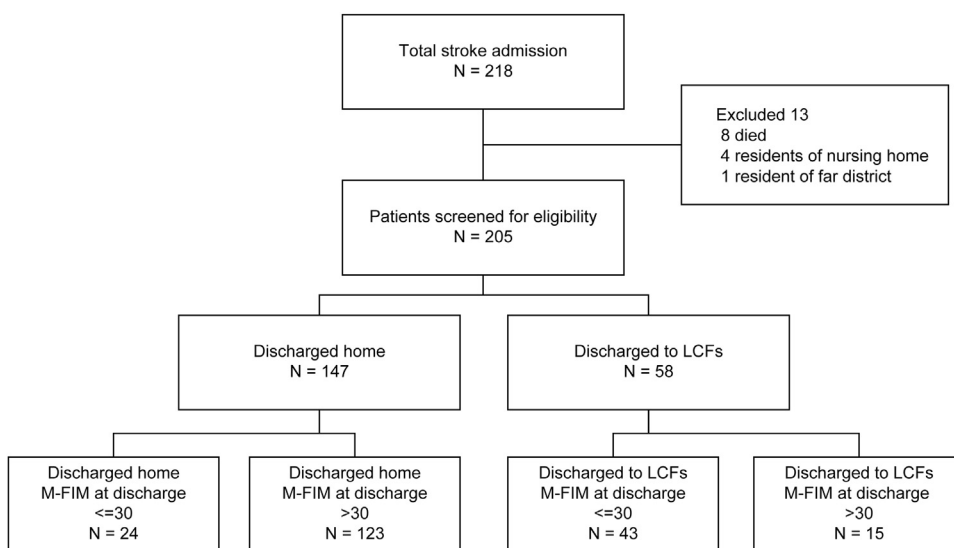 Total stroke admission
N = 218
Excluded 13
8 died
4 residents of nursing home
1 resident of far district
Patients screened for eligibility
N = 205
Discharged home
N = 147
Discharged to LCFs
N = 58
Discharged home
M-FIM at discharge
<=30
N = 24
Discharged home
M-FIM at discharge
>30
N = 123
Discharged to LCFs
M-FIM at discharge
<=30
N = 43
Discharged to LCFs
M-FIM at discharge
>30
N = 15